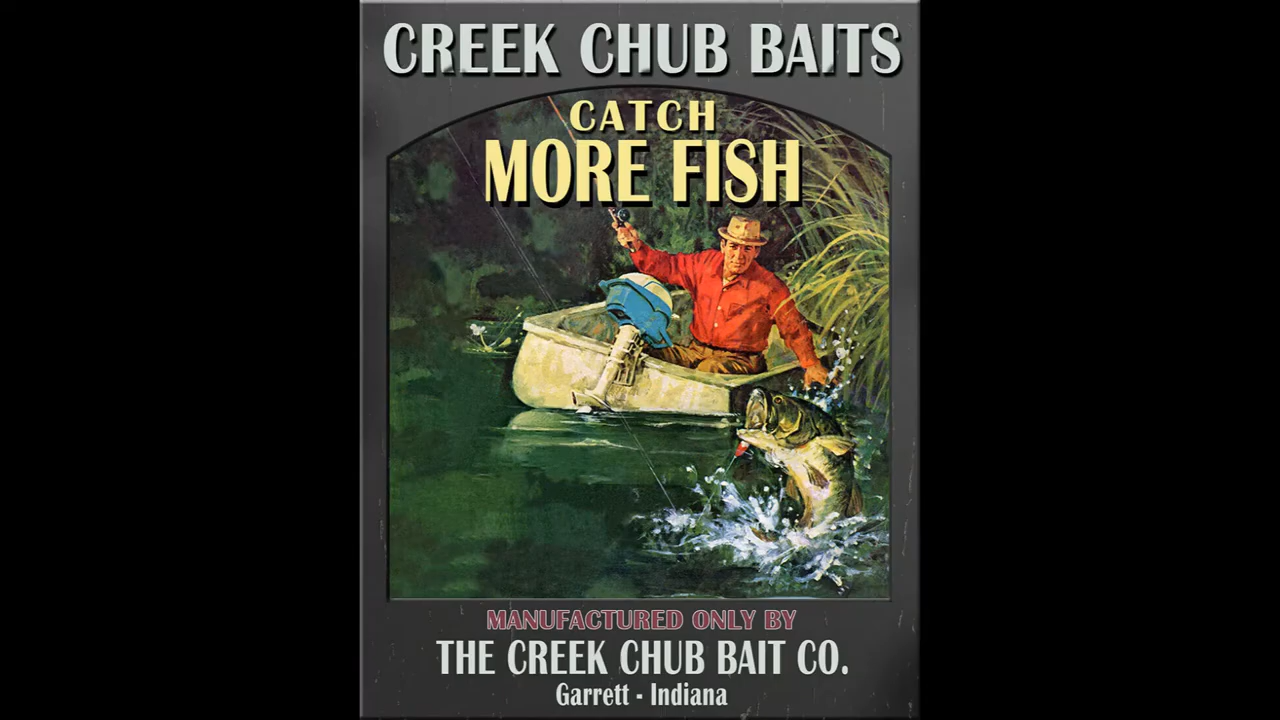 CREEK CHUB BAITS
CATCH
MORE FISH
MANUFACTURED ONLY BY
THE CREEK CHUB BAIT CO.
Garrett - Indiana